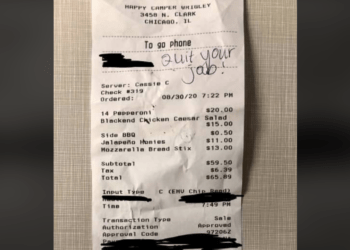 HAPPY CAMPER WRIGLEY
3458 N. CLARK
CHICAGO, IL
To go phone
Quit your
job!
Server: Cassie C
Check #319
Ordered: 08/30/20 7:22 PM
14 Pepperoni $20.00
Blackend Chicken Caesar Salad
$15.00
Side BBQ $0.50
Jalapeño Hunies $11.00
Mozzarella Bread Stix $13.00
Subtotal $59.50
Tax $6.39
Total $65.89
Input Type C (EMV Chip Read)
Time 7:49 PM
Transaction Type Sale
Authorization Approved
Approval Code 972062